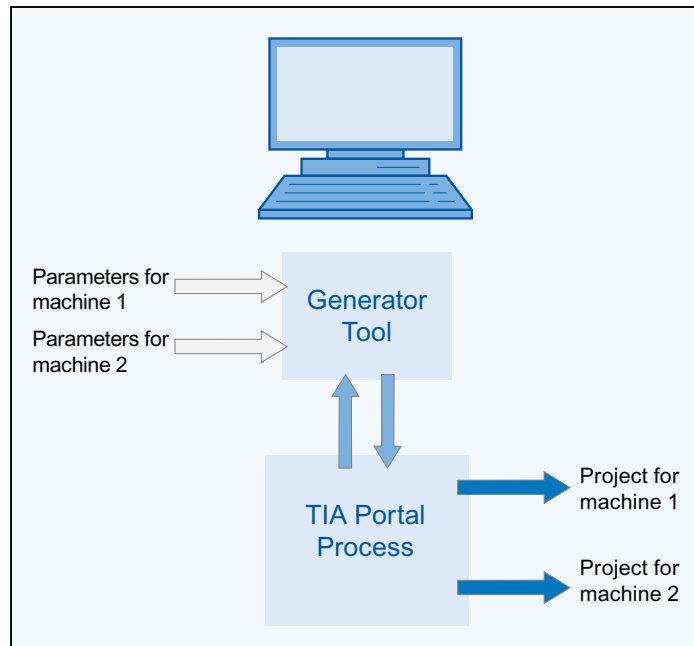 Parameters for
machine 1
Generator
Tool
Parameters for
machine 2
Project for
machine 1
TIA Portal
Process
Project for
machine 2